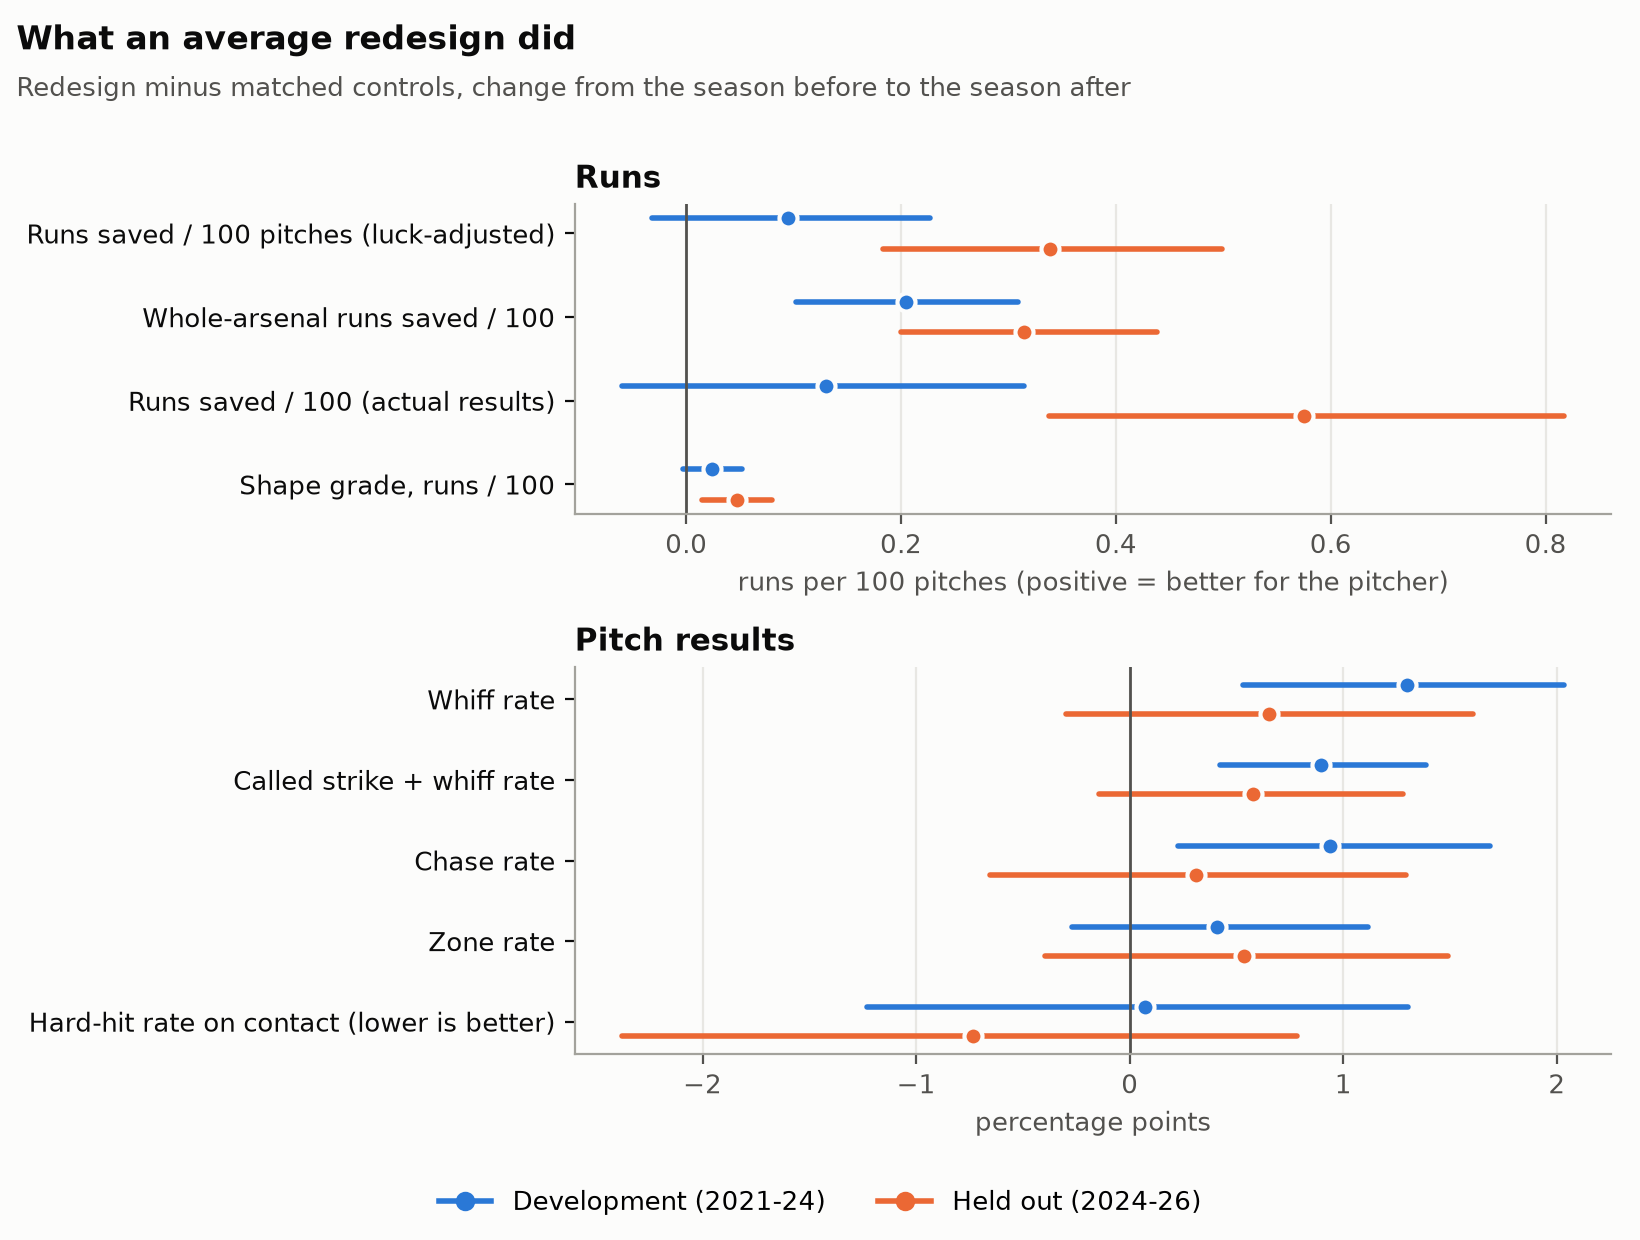 What an average redesign did
Redesign minus matched controls, change from the season before to the season after
Runs
Runs saved / 100 pitches (luck-adjusted)
Whole-arsenal runs saved / 100
Runs saved / 100 (actual results)
Shape grade, runs / 100
0.0 0.2 0.4 0.6 0.8
runs per 100 pitches (positive = better for the pitcher)
Pitch results
Whiff rate
Called strike + whiff rate
Chase rate
Zone rate
Hard-hit rate on contact (lower is better)
−2 −1 0 1 2
percentage points
Development (2021-24) Held out (2024-26)